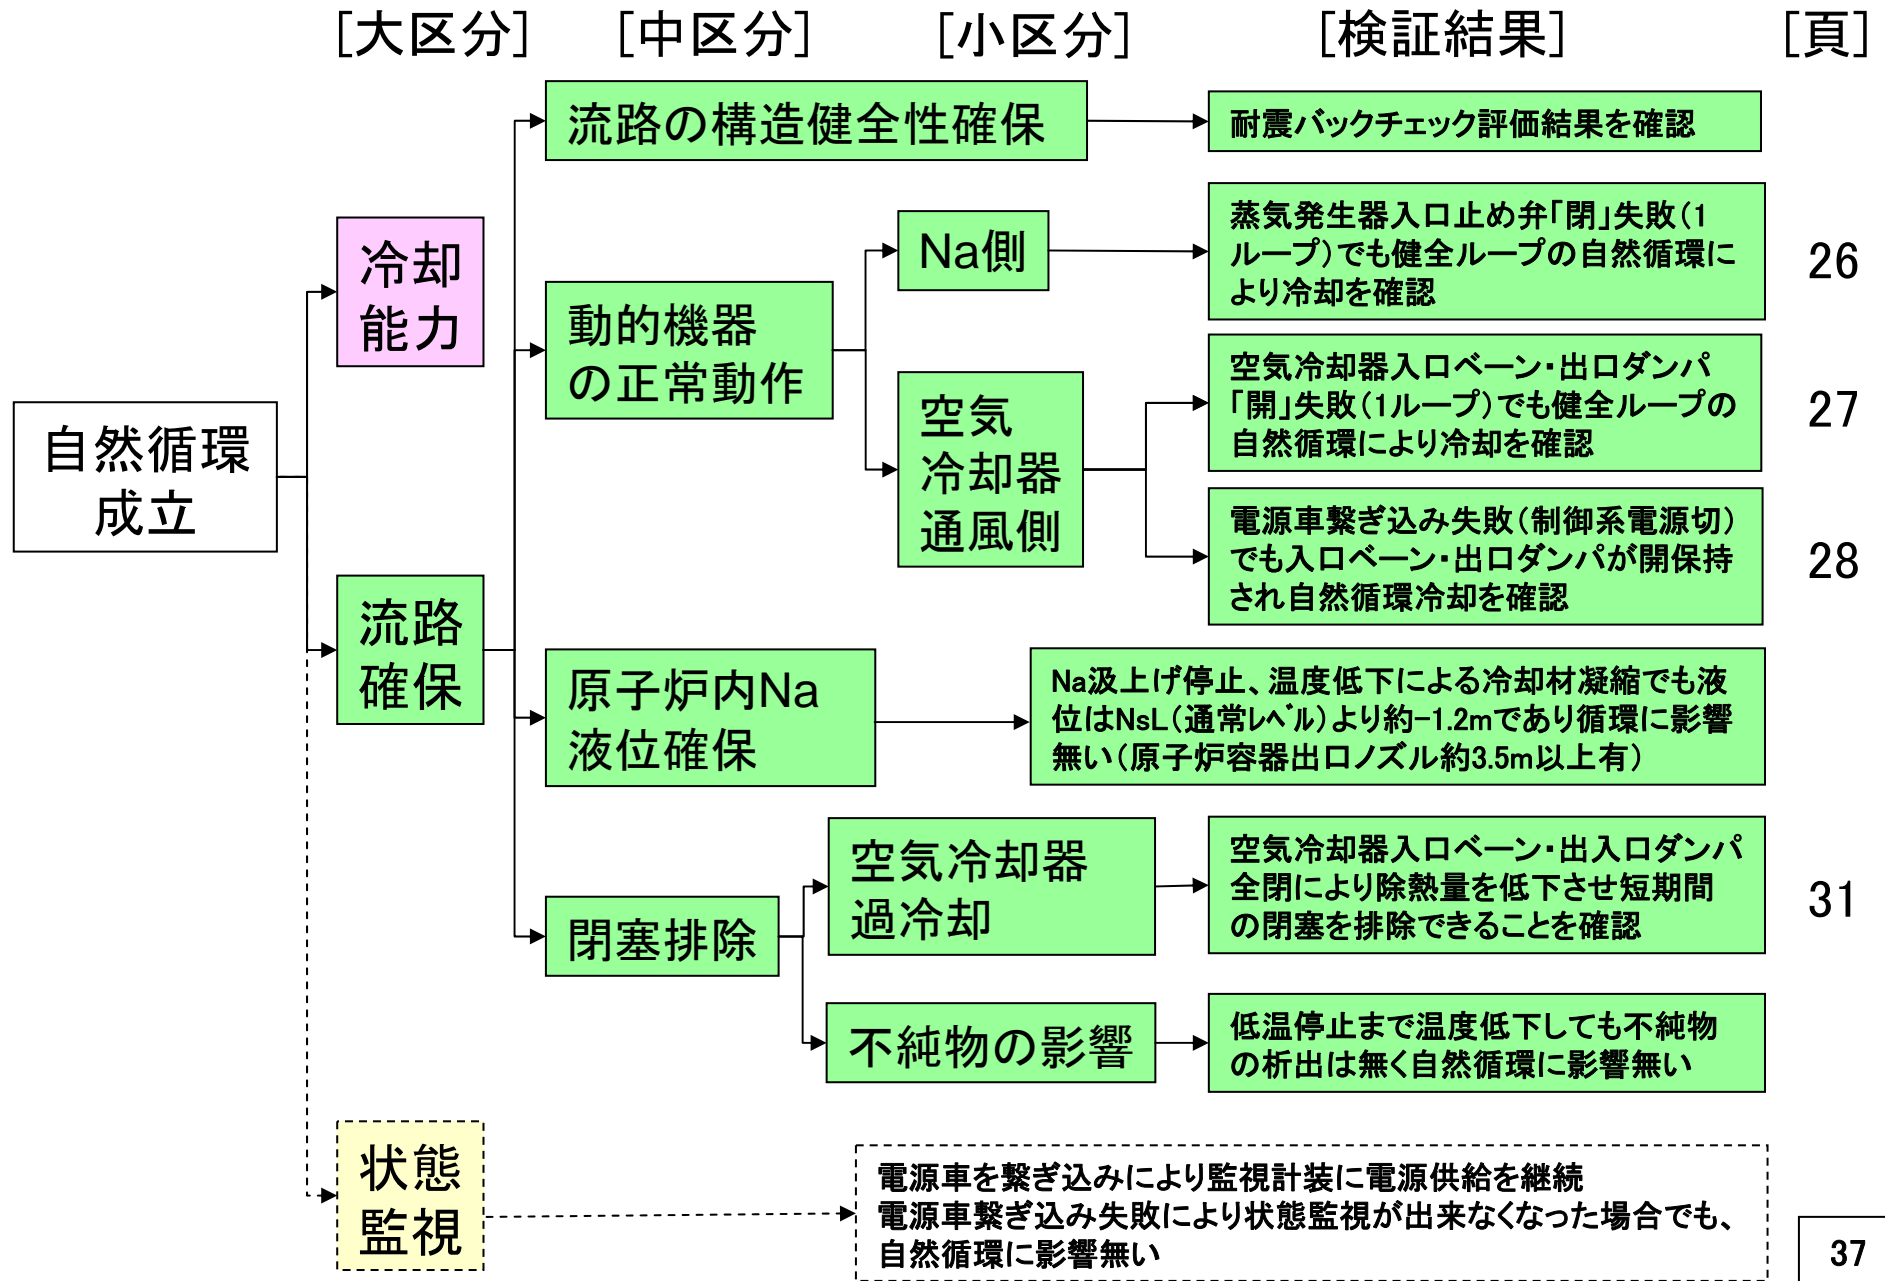 [大区分] [中区分] [小区分] [検証結果] [頁]
流路の構造健全性確保
耐震バックチェック評価結果を確認
冷却
能力
動的機器
の正常動作
Na側
蒸気発生器入口止め弁「閉」失敗(1
ループ)でも健全ループの自然循環に
より冷却を確認
26
空気
冷却器
通風側
空気冷却器入口ベーン・出口ダンパ
「開」失敗(1ループ)でも健全ループの
自然循環により冷却を確認
27
電源車繋ぎ込み失敗(制御系電源切)
でも入口ベーン・出口ダンパが開保持
され自然循環冷却を確認
28
自然循環
成立
流路
確保
原子炉内Na
液位確保
Na汲上げ停止、温度低下による冷却材凝縮でも液
位はNsL(通常ﾚﾍﾞﾙ)より約-1.2mであり循環に影響
無い(原子炉容器出口ノズル約3.5m以上有)
閉塞排除
空気冷却器
過冷却
空気冷却器入口ベーン・出入口ダンパ
全閉により除熱量を低下させ短期間
の閉塞を排除できることを確認
31
不純物の影響
低温停止まで温度低下しても不純物
の析出は無く自然循環に影響無い
状態
監視
電源車を繋ぎ込みにより監視計装に電源供給を継続
電源車繋ぎ込み失敗により状態監視が出来なくなった場合でも、
自然循環に影響無い
37